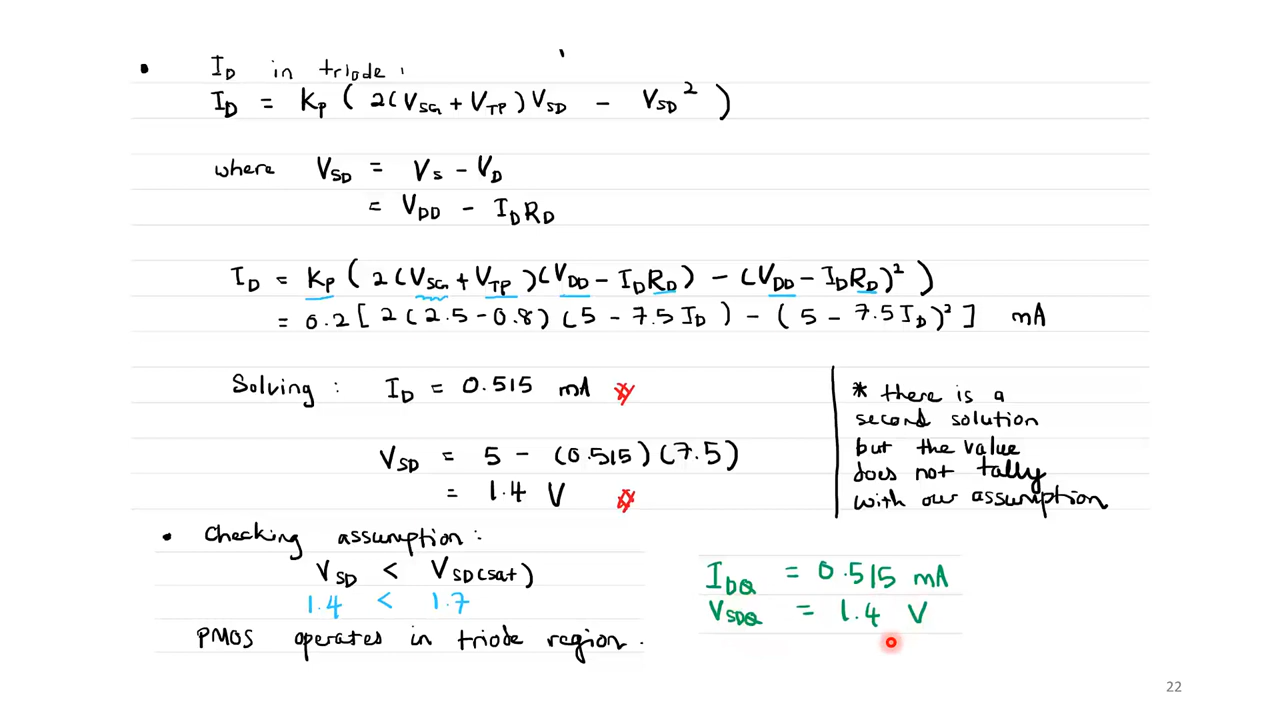 • I_D in triode :
I_D = K_P ( 2(V_SG + V_TP) V_SD - V_SD² )
where V_SD = V_S - V_D
= V_DD - I_D R_D
I_D = K_P ( 2(V_SG + V_TP)(V_DD - I_D R_D) - (V_DD - I_D R_D)² )
= 0.2 [ 2(2.5 - 0.8)(5 - 7.5 I_D) - (5 - 7.5 I_D)² ] mA
Solving : I_D = 0.515 mA
V_SD = 5 - (0.515)(7.5)
= 1.4 V
* there is a
second solution
but the value
does not tally
with our assumption
• Checking assumption :
V_SD < V_SD(sat)
1.4 < 1.7
PMOS operates in triode region.
I_DQ = 0.515 mA
V_SDQ = 1.4 V
22